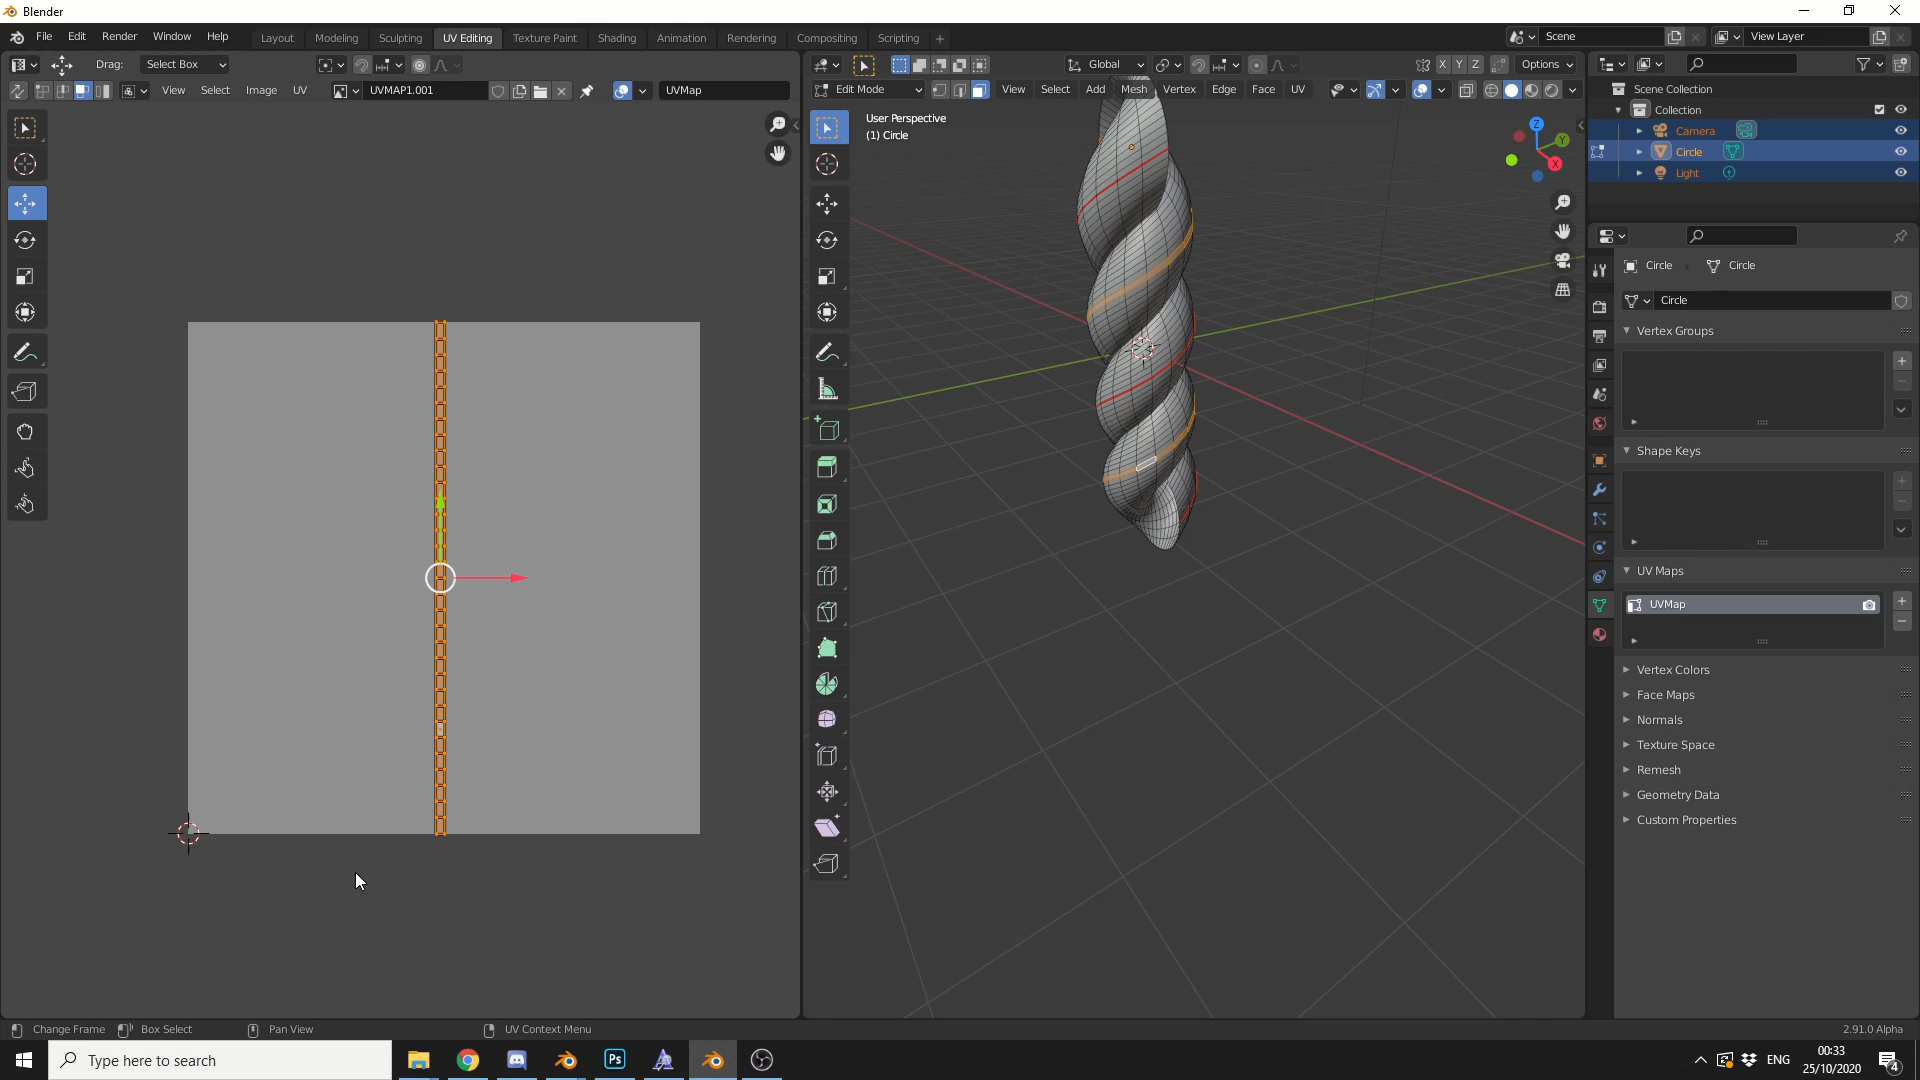 Blender
File Edit Render Window Help Layout Modeling Sculpting UV Editing Texture Paint Shading Animation Rendering Compositing Scripting + Scene View Layer
Drag: Select Box
Global X Y Z Options
View Select Image UV UVMAP1.001 UVMap
Edit Mode View Select Add Mesh Vertex Edge Face UV
User Perspective
(1) Circle
Z
Y
X
Scene Collection
Collection
Camera
Circle
Light
Circle Circle
Circle
Vertex Groups
Shape Keys
UV Maps
UVMap
Vertex Colors
Face Maps
Normals
Texture Space
Remesh
Geometry Data
Custom Properties
Change Frame Box Select Pan View UV Context Menu 2.91.0 Alpha
Type here to search
Ps
ENG
00:33
25/10/2020
4